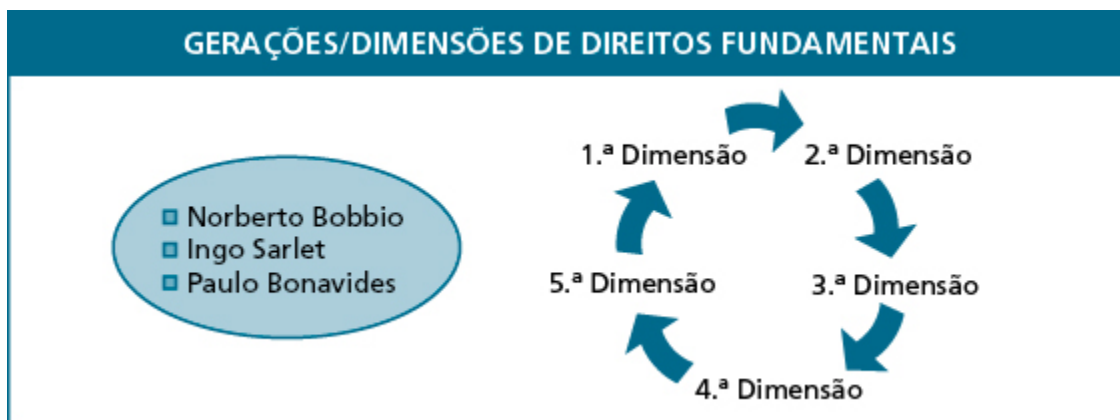 GERAÇÕES/DIMENSÕES DE DIREITOS FUNDAMENTAIS
Norberto Bobbio
Ingo Sarlet
Paulo Bonavides
1.ª Dimensão
2.ª Dimensão
3.ª Dimensão
4.ª Dimensão
5.ª Dimensão